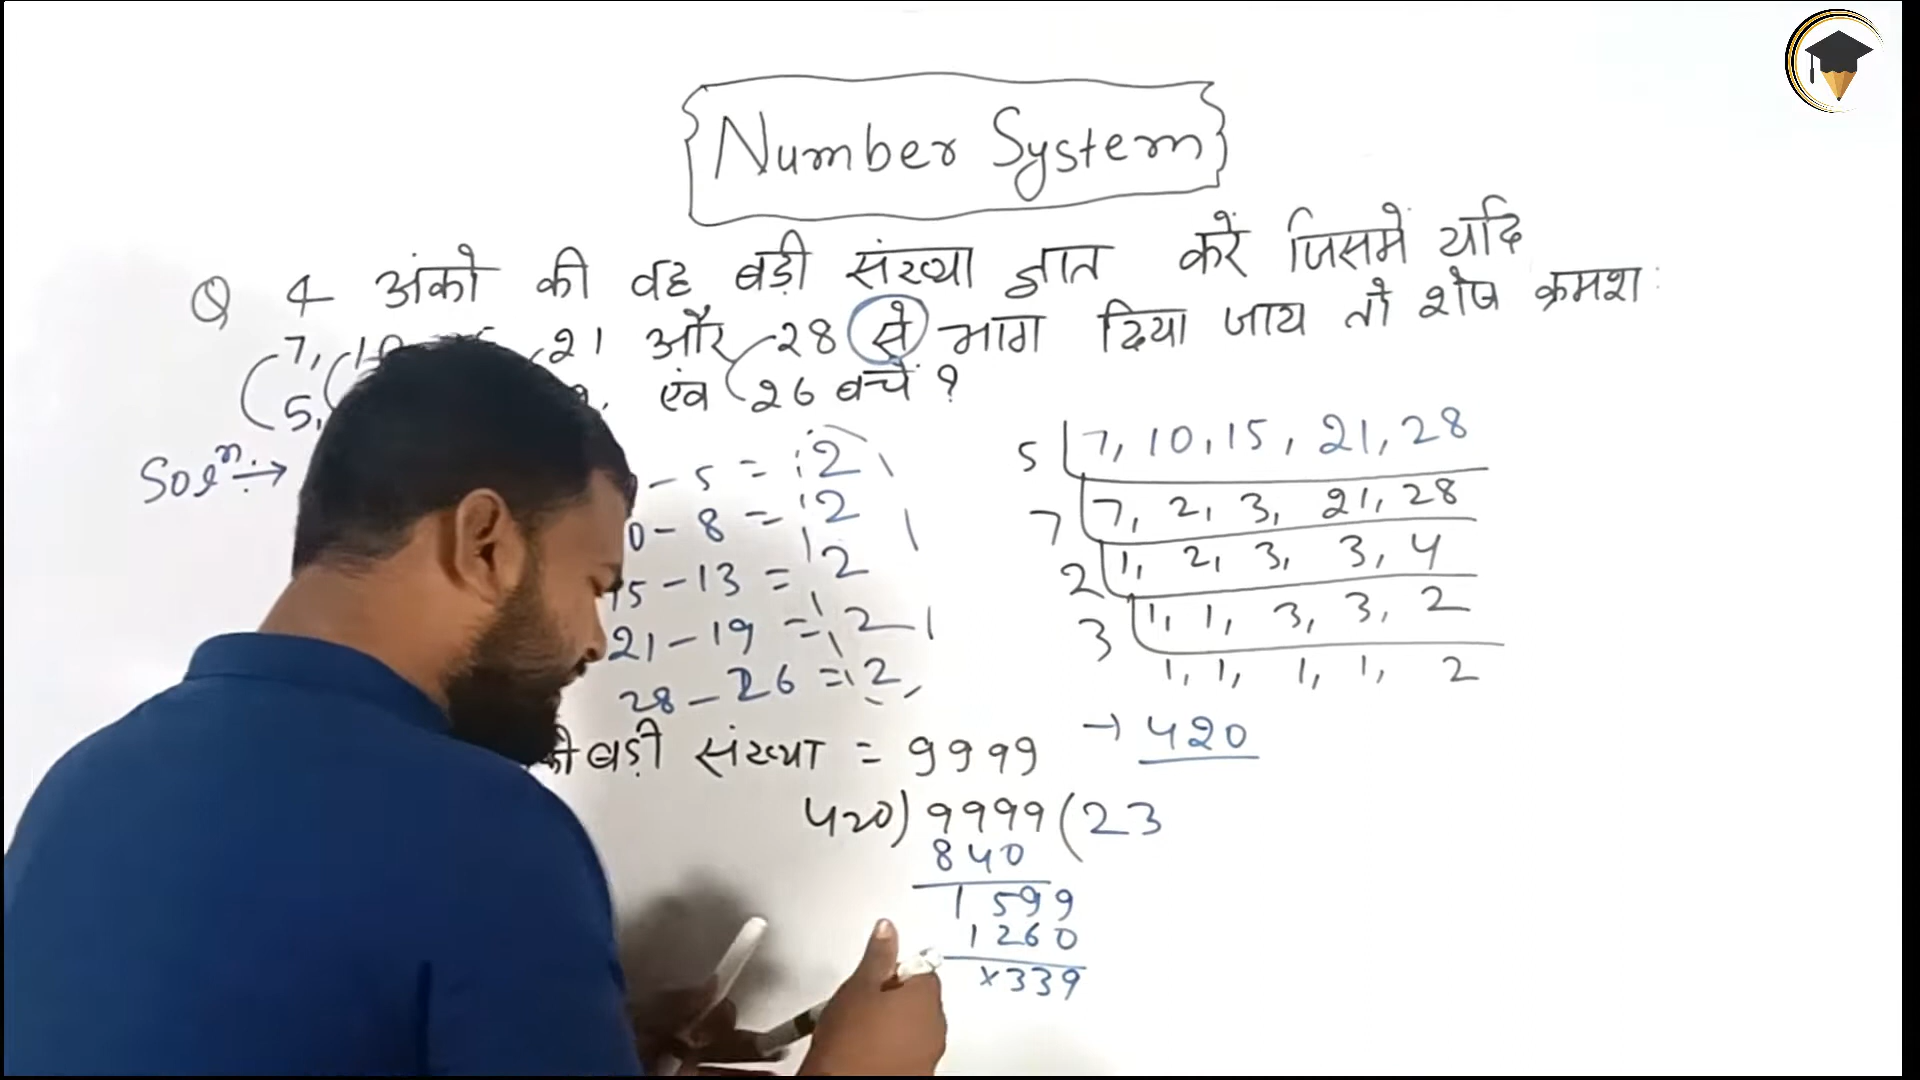 Number System
Q 4 अंको की वह बड़ी संख्या ज्ञात करें जिसमें यदि
7, 21 और 28 से भाग दिया जाय तो शेष क्रमश:
5, एंव 26 बचें ?
Solⁿ. →
- 5 = 2
0 - 8 = 2
15 - 13 = 2
21 - 19 = 2
28 - 26 = 2
की बड़ी संख्या = 9999
420) 9999 (23
840
1599
1260
×339
5 7, 10, 15, 21, 28
7 7, 2, 3, 21, 28
2 1, 2, 3, 3, 4
3 1, 1, 3, 3, 2
1, 1, 1, 1, 2
→ 420